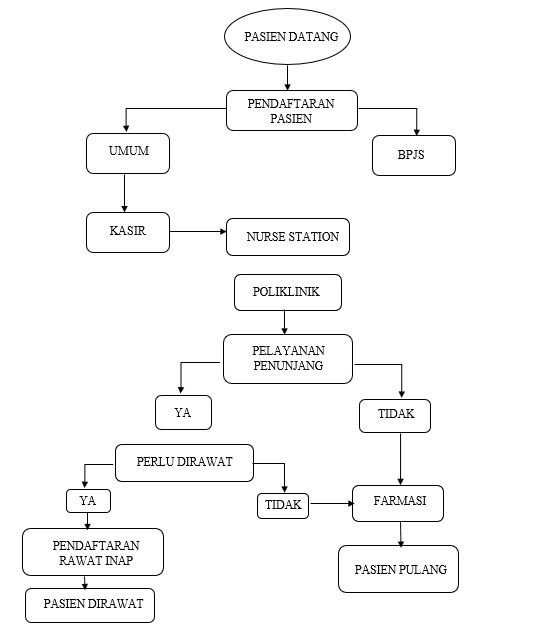 PASIEN DATANG
PENDAFTARAN
PASIEN
UMUM
BPJS
KASIR
NURSE STATION
POLIKLINIK
PELAYANAN
PENUNJANG
YA
TIDAK
PERLU DIRAWAT
YA
TIDAK
FARMASI
PENDAFTARAN
RAWAT INAP
PASIEN PULANG
PASIEN DIRAWAT